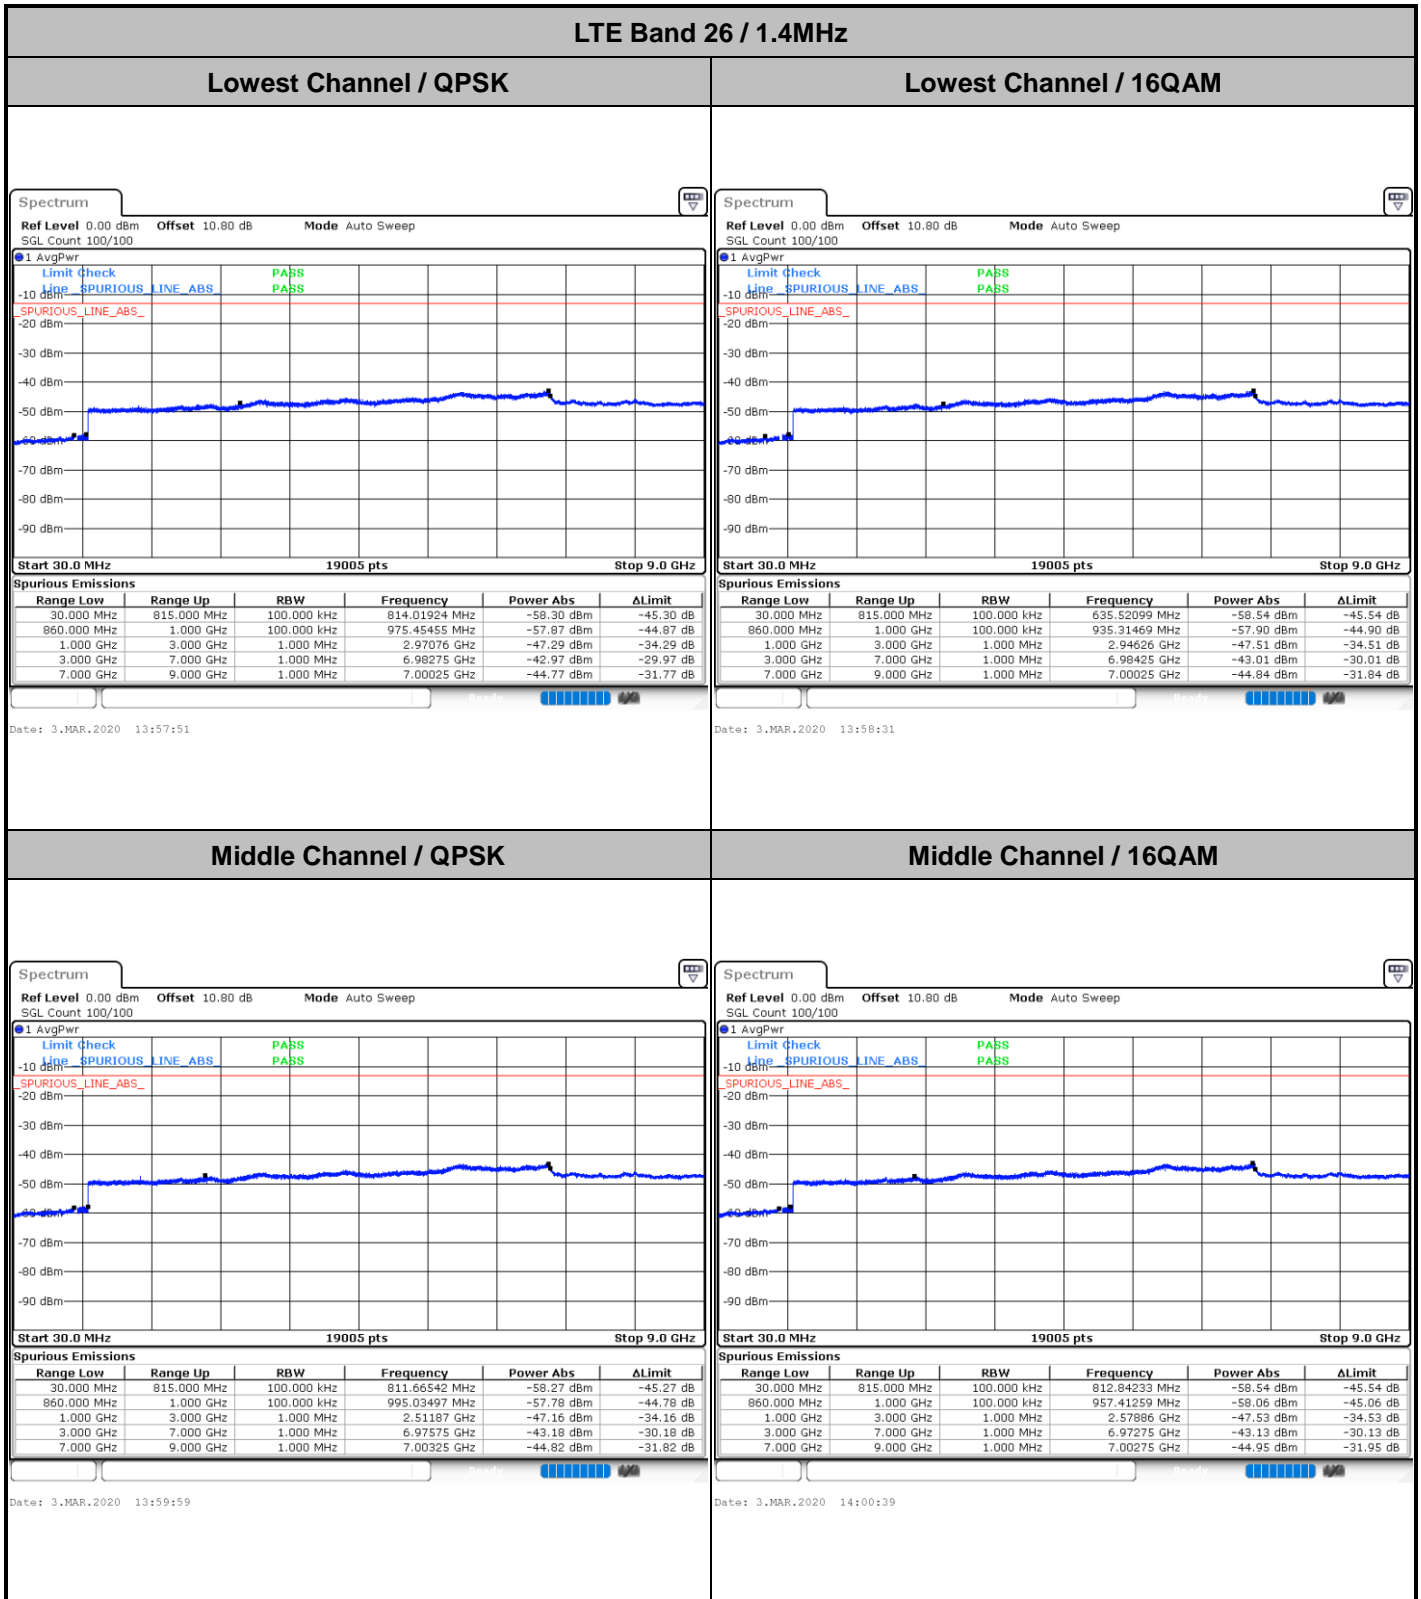 LTE Band 26 / 1.4MHz
Lowest Channel / QPSK
Lowest Channel / 16QAM
Spectrum
Ref Level 0.00 dBm Offset 10.80 dB Mode Auto Sweep
SGL Count 100/100
1 AvgPwr
Limit Check PASS
Line _SPURIOUS_LINE_ABS_ PASS
-10 dBm
_SPURIOUS_LINE_ABS_
-20 dBm
-30 dBm
-40 dBm
-50 dBm
-60 dBm
-70 dBm
-80 dBm
-90 dBm
Start 30.0 MHz 19005 pts Stop 9.0 GHz
Spurious Emissions
Range Low Range Up RBW Frequency Power Abs ΔLimit
30.000 MHz 815.000 MHz 100.000 kHz 814.01924 MHz -58.30 dBm -45.30 dB
860.000 MHz 1.000 GHz 100.000 kHz 975.45455 MHz -57.87 dBm -44.87 dB
1.000 GHz 3.000 GHz 1.000 MHz 2.97076 GHz -47.29 dBm -34.29 dB
3.000 GHz 7.000 GHz 1.000 MHz 6.98275 GHz -42.97 dBm -29.97 dB
7.000 GHz 9.000 GHz 1.000 MHz 7.00025 GHz -44.77 dBm -31.77 dB
Date: 3.MAR.2020 13:57:51
Spectrum
Ref Level 0.00 dBm Offset 10.80 dB Mode Auto Sweep
SGL Count 100/100
1 AvgPwr
Limit Check PASS
Line _SPURIOUS_LINE_ABS_ PASS
-10 dBm
_SPURIOUS_LINE_ABS_
-20 dBm
-30 dBm
-40 dBm
-50 dBm
-60 dBm
-70 dBm
-80 dBm
-90 dBm
Start 30.0 MHz 19005 pts Stop 9.0 GHz
Spurious Emissions
Range Low Range Up RBW Frequency Power Abs ΔLimit
30.000 MHz 815.000 MHz 100.000 kHz 635.52099 MHz -58.54 dBm -45.54 dB
860.000 MHz 1.000 GHz 100.000 kHz 935.31469 MHz -57.90 dBm -44.90 dB
1.000 GHz 3.000 GHz 1.000 MHz 2.94626 GHz -47.51 dBm -34.51 dB
3.000 GHz 7.000 GHz 1.000 MHz 6.98425 GHz -43.01 dBm -30.01 dB
7.000 GHz 9.000 GHz 1.000 MHz 7.00025 GHz -44.84 dBm -31.84 dB
Date: 3.MAR.2020 13:58:31
Middle Channel / QPSK
Middle Channel / 16QAM
Spectrum
Ref Level 0.00 dBm Offset 10.80 dB Mode Auto Sweep
SGL Count 100/100
1 AvgPwr
Limit Check PASS
Line _SPURIOUS_LINE_ABS_ PASS
-10 dBm
_SPURIOUS_LINE_ABS_
-20 dBm
-30 dBm
-40 dBm
-50 dBm
-60 dBm
-70 dBm
-80 dBm
-90 dBm
Start 30.0 MHz 19005 pts Stop 9.0 GHz
Spurious Emissions
Range Low Range Up RBW Frequency Power Abs ΔLimit
30.000 MHz 815.000 MHz 100.000 kHz 811.66542 MHz -58.27 dBm -45.27 dB
860.000 MHz 1.000 GHz 100.000 kHz 995.03497 MHz -57.78 dBm -44.78 dB
1.000 GHz 3.000 GHz 1.000 MHz 2.51187 GHz -47.16 dBm -34.16 dB
3.000 GHz 7.000 GHz 1.000 MHz 6.97575 GHz -43.18 dBm -30.18 dB
7.000 GHz 9.000 GHz 1.000 MHz 7.00325 GHz -44.82 dBm -31.82 dB
Ready
Date: 3.MAR.2020 13:59:59
Spectrum
Ref Level 0.00 dBm Offset 10.80 dB Mode Auto Sweep
SGL Count 100/100
1 AvgPwr
Limit Check PASS
Line _SPURIOUS_LINE_ABS_ PASS
-10 dBm
_SPURIOUS_LINE_ABS_
-20 dBm
-30 dBm
-40 dBm
-50 dBm
-60 dBm
-70 dBm
-80 dBm
-90 dBm
Start 30.0 MHz 19005 pts Stop 9.0 GHz
Spurious Emissions
Range Low Range Up RBW Frequency Power Abs ΔLimit
30.000 MHz 815.000 MHz 100.000 kHz 812.84233 MHz -58.54 dBm -45.54 dB
860.000 MHz 1.000 GHz 100.000 kHz 957.41259 MHz -58.06 dBm -45.06 dB
1.000 GHz 3.000 GHz 1.000 MHz 2.57886 GHz -47.53 dBm -34.53 dB
3.000 GHz 7.000 GHz 1.000 MHz 6.97275 GHz -43.13 dBm -30.13 dB
7.000 GHz 9.000 GHz 1.000 MHz 7.00275 GHz -44.95 dBm -31.95 dB
Date: 3.MAR.2020 14:00:39